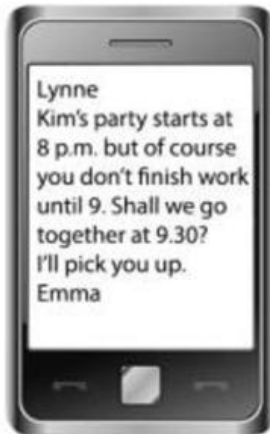 Lynne
Kim's party starts at
8 p.m. but of course
you don't finish work
until 9. Shall we go
together at 9.30?
I'll pick you up.
Emma